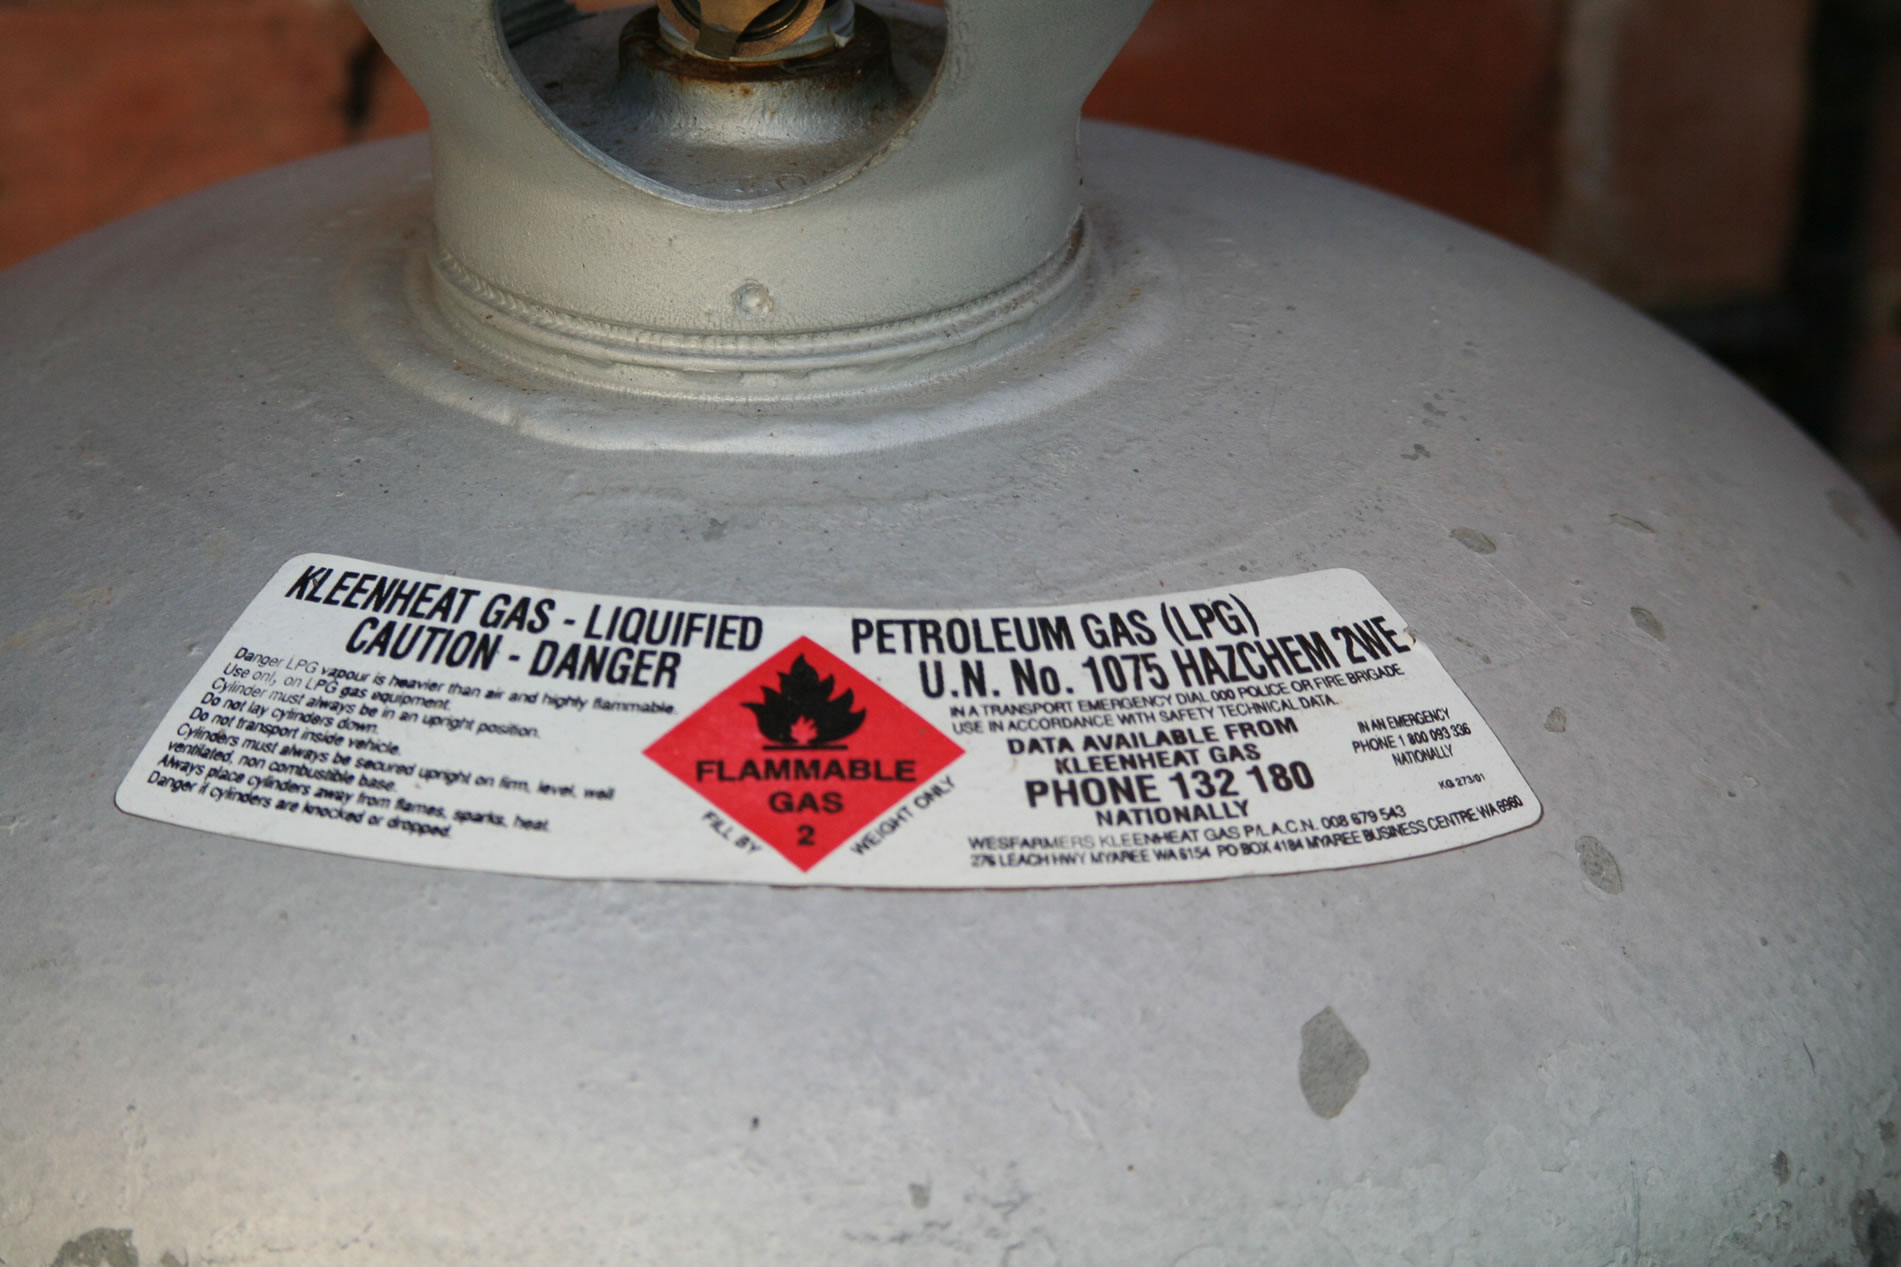 KLEENHEAT GAS - LIQUIFIED
CAUTION - DANGER
Danger LPG vapour is heavier than air and highly flammable.
Use only on LPG gas equipment.
Cylinder must always be in an upright position.
Do not lay cylinders down.
Do not transport inside vehicle.
Cylinders must always be secured upright on firm, level, well
ventilated, non combustible base.
Always place cylinders away from flames, sparks, heat.
Danger if cylinders are knocked or dropped.
FLAMMABLE
GAS
2
FILL BY
WEIGHT ONLY
PETROLEUM GAS (LPG)
U.N. No. 1075 HAZCHEM 2WE
IN A TRANSPORT EMERGENCY DIAL 000 POLICE OR FIRE BRIGADE
USE IN ACCORDANCE WITH SAFETY TECHNICAL DATA.
DATA AVAILABLE FROM
KLEENHEAT GAS
PHONE 132 180
NATIONALLY
IN AN EMERGENCY
PHONE 1 800 093 336
NATIONALLY
KG 273/01
WESFARMERS KLEENHEAT GAS P/L A.C.N. 008 679 543
276 LEACH HWY MYAREE WA 6154 PO BOX 4184 MYAREE BUSINESS CENTRE WA 6960